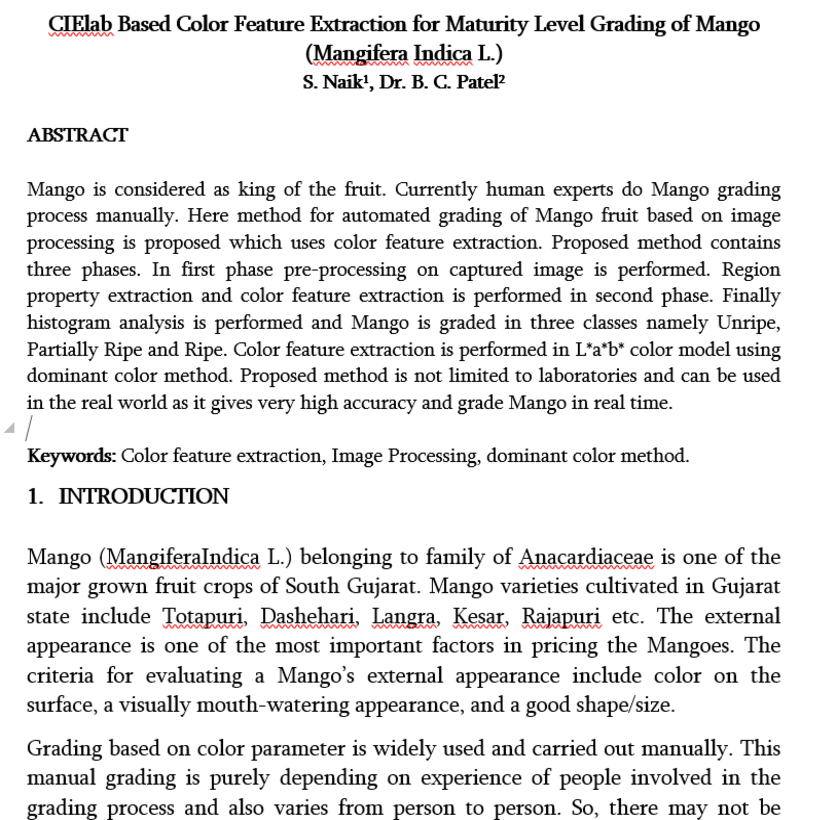 CIElab Based Color Feature Extraction for Maturity Level Grading of Mango
(Mangifera Indica L.)
S. Naik¹, Dr. B. C. Patel²
ABSTRACT
Mango is considered as king of the fruit. Currently human experts do Mango grading
process manually. Here method for automated grading of Mango fruit based on image
processing is proposed which uses color feature extraction. Proposed method contains
three phases. In first phase pre-processing on captured image is performed. Region
property extraction and color feature extraction is performed in second phase. Finally
histogram analysis is performed and Mango is graded in three classes namely Unripe,
Partially Ripe and Ripe. Color feature extraction is performed in L*a*b* color model using
dominant color method. Proposed method is not limited to laboratories and can be used
in the real world as it gives very high accuracy and grade Mango in real time.
Keywords: Color feature extraction, Image Processing, dominant color method.
1. INTRODUCTION
Mango (MangiferaIndica L.) belonging to family of Anacardiaceae is one of the
major grown fruit crops of South Gujarat. Mango varieties cultivated in Gujarat
state include Totapuri, Dashehari, Langra, Kesar, Rajapuri etc. The external
appearance is one of the most important factors in pricing the Mangoes. The
criteria for evaluating a Mango’s external appearance include color on the
surface, a visually mouth-watering appearance, and a good shape/size.
Grading based on color parameter is widely used and carried out manually. This
manual grading is purely depending on experience of people involved in the
grading process and also varies from person to person. So, there may not be